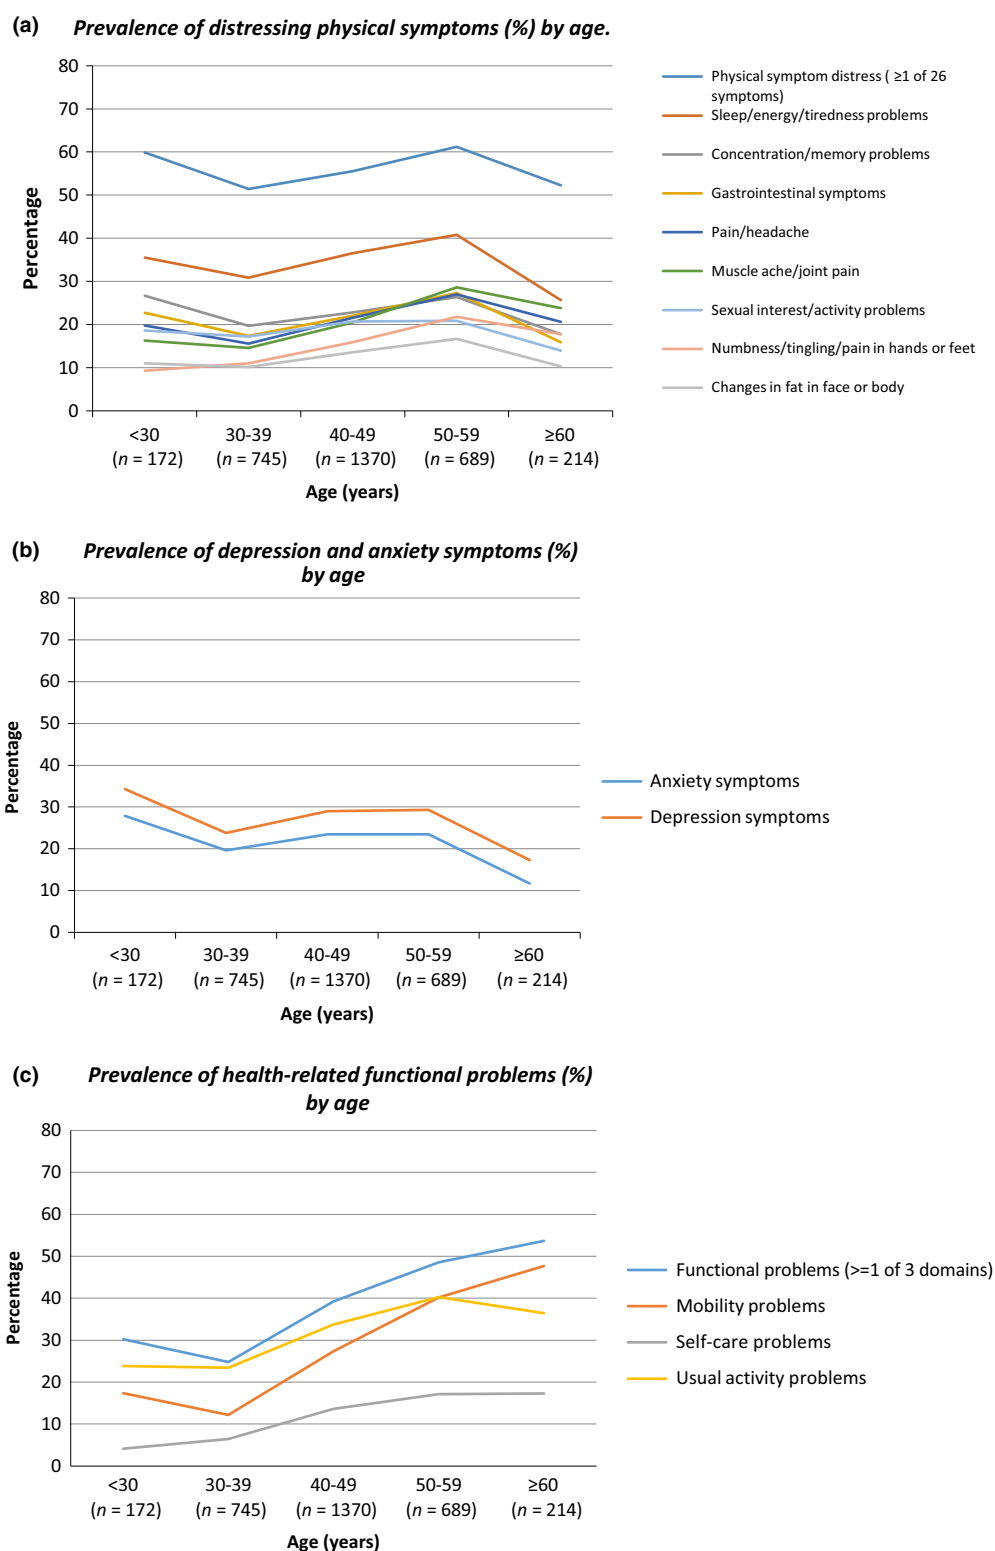 (a) Prevalence of distressing physical symptoms (%) by age.
80
70
60
50
40
30
20
10
0
Percentage
<30 30-39 40-49 50-59 ≥60
(n = 172) (n = 745) (n = 1370) (n = 689) (n = 214)
Age (years)
Physical symptom distress ( ≥1 of 26
symptoms)
Sleep/energy/tiredness problems
Concentration/memory problems
Gastrointestinal symptoms
Pain/headache
Muscle ache/joint pain
Sexual interest/activity problems
Numbness/tingling/pain in hands or feet
Changes in fat in face or body
(b) Prevalence of depression and anxiety symptoms (%)
by age
80
70
60
50
40
30
20
10
0
Percentage
<30 30-39 40-49 50-59 ≥60
(n = 172) (n = 745) (n = 1370) (n = 689) (n = 214)
Age (years)
Anxiety symptoms
Depression symptoms
(c) Prevalence of health-related functional problems (%)
by age
80
70
60
50
40
30
20
10
0
Percentage
<30 30-39 40-49 50-59 ≥60
(n = 172) (n = 745) (n = 1370) (n = 689) (n = 214)
Age (years)
Functional problems (>=1 of 3 domains)
Mobility problems
Self-care problems
Usual activity problems